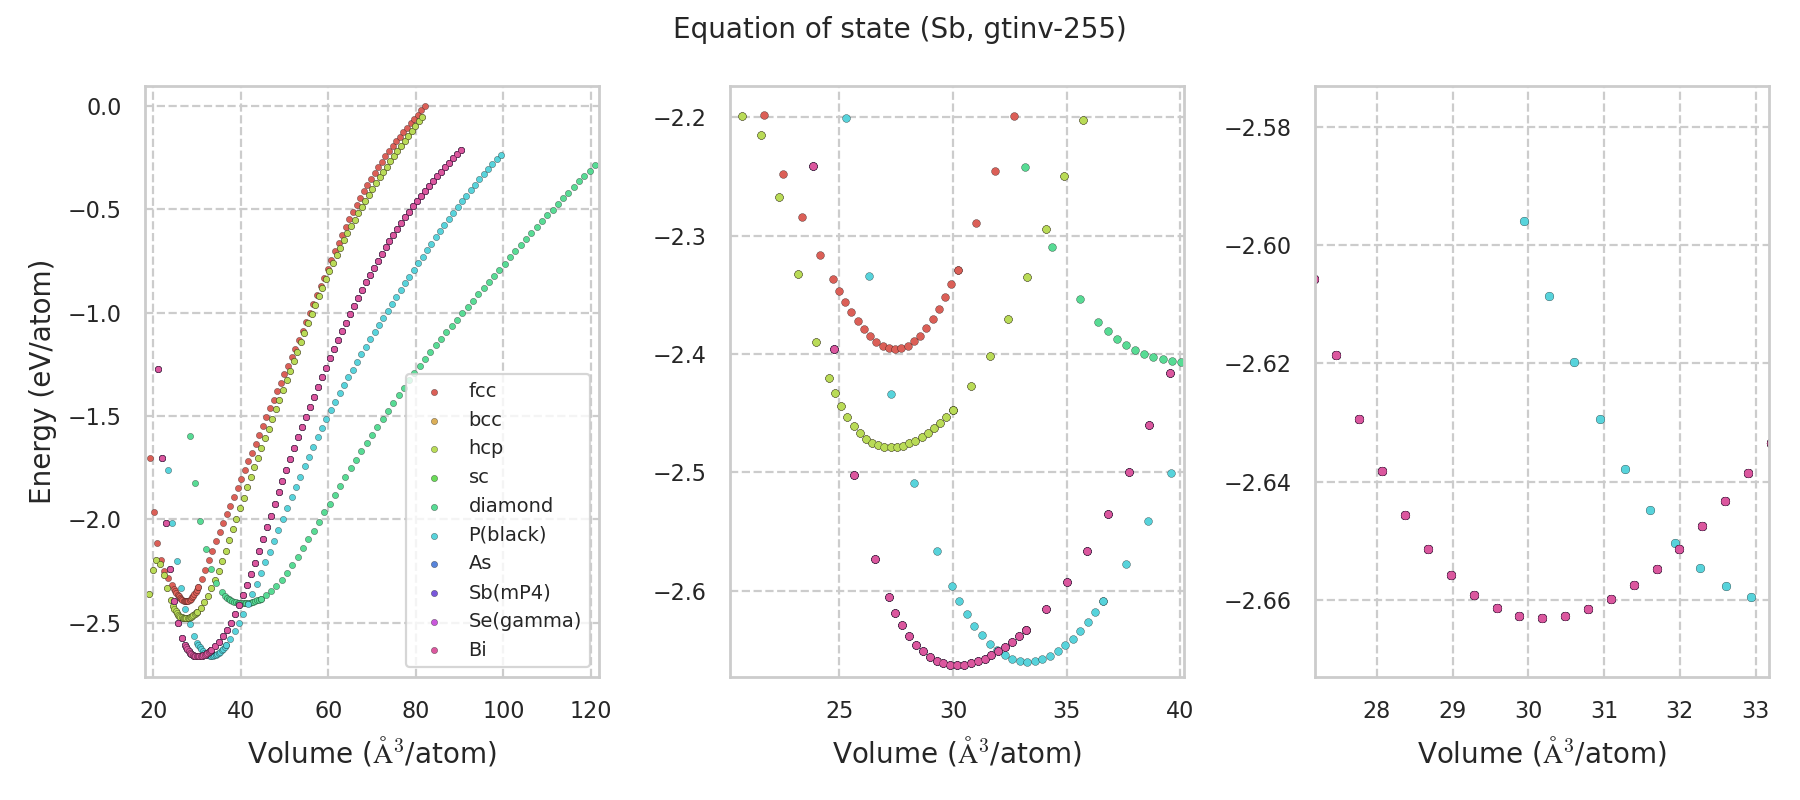 Equation of state (Sb, gtinv-255)
Energy (eV/atom)
0.0
−0.5
−1.0
−1.5
−2.0
−2.5
20 40 60 80 100 120
Volume (Å³/atom)
fcc
bcc
hcp
sc
diamond
P(black)
As
Sb(mP4)
Se(gamma)
Bi
−2.2
−2.3
−2.4
−2.5
−2.6
25 30 35 40
Volume (Å³/atom)
−2.58
−2.60
−2.62
−2.64
−2.66
28 29 30 31 32 33
Volume (Å³/atom)